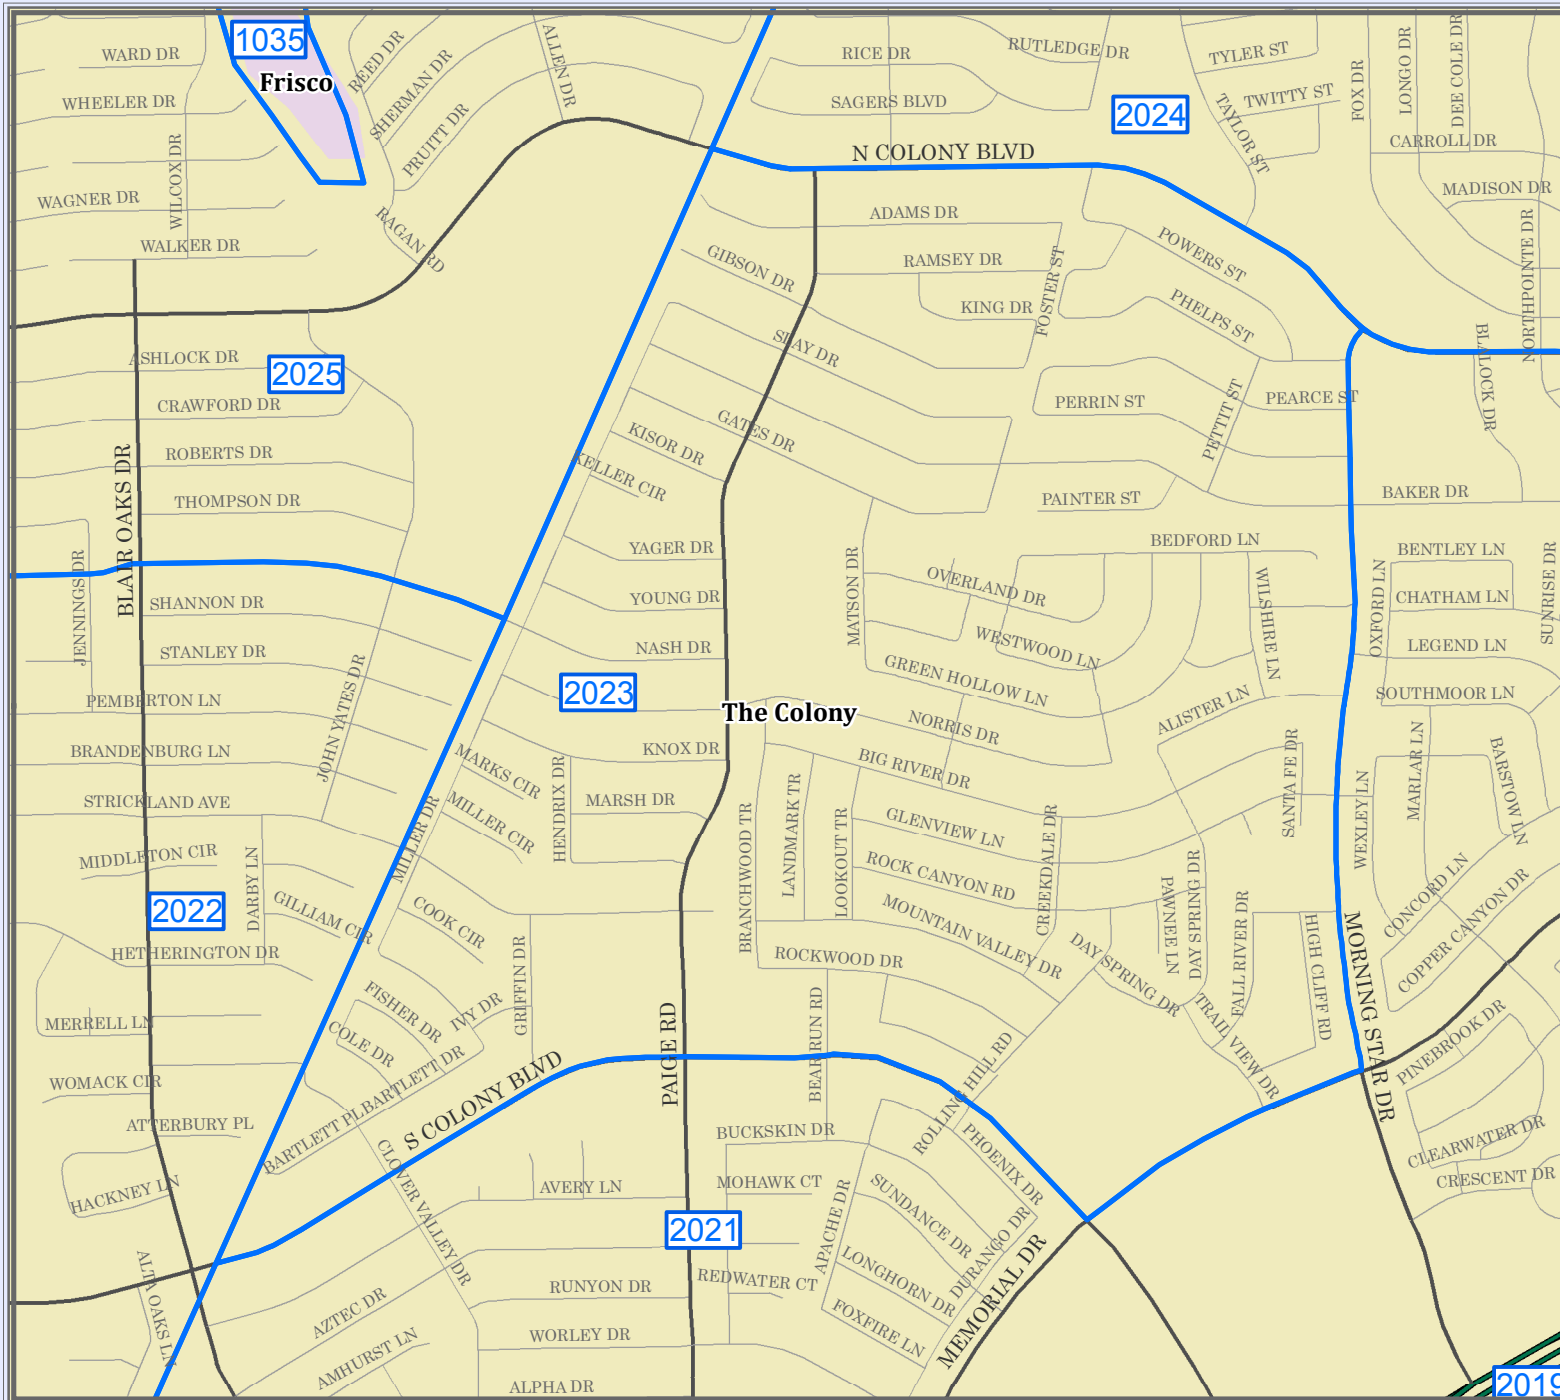 WARD DR
1035
Frisco
REED DR
SHERMAN DR
ALLEN DR
RICE DR
RUTLEDGE DR
TYLER ST
FOX DR
LONGO DR
DEE COLE DR
WHEELER DR
PRUITT DR
SAGERS BLVD
2024
TWITTY ST
TAYLOR ST
CARROLL DR
WILCOX DR
N COLONY BLVD
MADISON DR
WAGNER DR
RAGAN RD
ADAMS DR
POWERS ST
NORTHPOINTE DR
WALKER DR
GIBSON DR
RAMSEY DR
FOSTER ST
KING DR
PHELPS ST
ASHLOCK DR
2025
SLAY DR
BLALOCK DR
CRAWFORD DR
GATES DR
PERRIN ST
PETTIT ST
PEARCE ST
KISOR DR
ROBERTS DR
KELLER CIR
THOMPSON DR
PAINTER ST
BAKER DR
BLAIR OAKS DR
YAGER DR
BEDFORD LN
BENTLEY LN
JENNINGS DR
MATSON DR
OVERLAND DR
WILSHIRE LN
OXFORD LN
SUNRISE DR
SHANNON DR
YOUNG DR
CHATHAM LN
STANLEY DR
NASH DR
WESTWOOD LN
LEGEND LN
PEMBERTON LN
2023
GREEN HOLLOW LN
SOUTHMOOR LN
The Colony
ALISTER LN
JOHN YATES DR
NORRIS DR
BRANDENBURG LN
KNOX DR
MARKS CIR
BIG RIVER DR
SANTA FE DR
MARLAR LN
BARSTOW LN
STRICKLAND AVE
MILLER DR
MILLER CIR
HENDRIX DR
MARSH DR
BRANCHWOOD TR
LANDMARK TR
LOOKOUT TR
GLENVIEW LN
WEXLEY LN
MIDDLETON CIR
DARBY LN
ROCK CANYON RD
CREEKDALE DR
2022
GILLIAM CIR
COOK CIR
MOUNTAIN VALLEY DR
PAWNEE LN
DAY SPRING DR
FALL RIVER DR
HIGH CLIFF RD
CONCORD LN
COPPER CANYON DR
HETHERINGTON DR
GRIFFIN DR
ROCKWOOD DR
DAY SPRING DR
MORNING STAR DR
FISHER DR
IVY DR
MERRELL LN
COLE DR
PAIGE RD
BEAR RUN RD
TRAIL VIEW DR
ROLLING HILL RD
PINEBROOK DR
WOMACK CIR
BARTLETT DR
BARTLETT PL
S COLONY BLVD
ATTERBURY PL
BUCKSKIN DR
PHOENIX DR
CLEARWATER DR
CLOVER VALLEY DR
HACKNEY LN
AVERY LN
MOHAWK CT
CRESCENT DR
APACHE DR
SUNDANCE DR
DURANGO DR
2021
ALTA OAKS LN
RUNYON DR
REDWATER CT
LONGHORN DR
MEMORIAL DR
AZTEC DR
FOXFIRE LN
WORLEY DR
AMHURST LN
ALPHA DR
2019